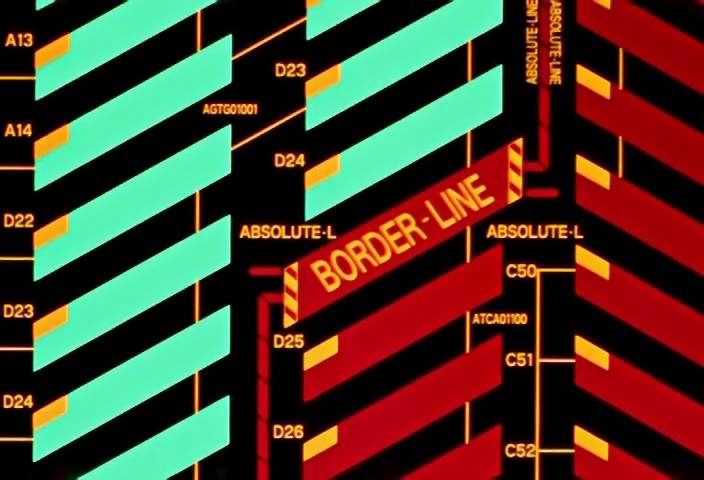 ABSOLUTE-LINE
ABSOLUTE-LINE
A13
D23
AGTG01001
A14
D24
D22
ABSOLUTE-L
BORDER-LINE
ABSOLUTE-L
C50
D23
ATCA01100
D25
C51
D24
D26
C52